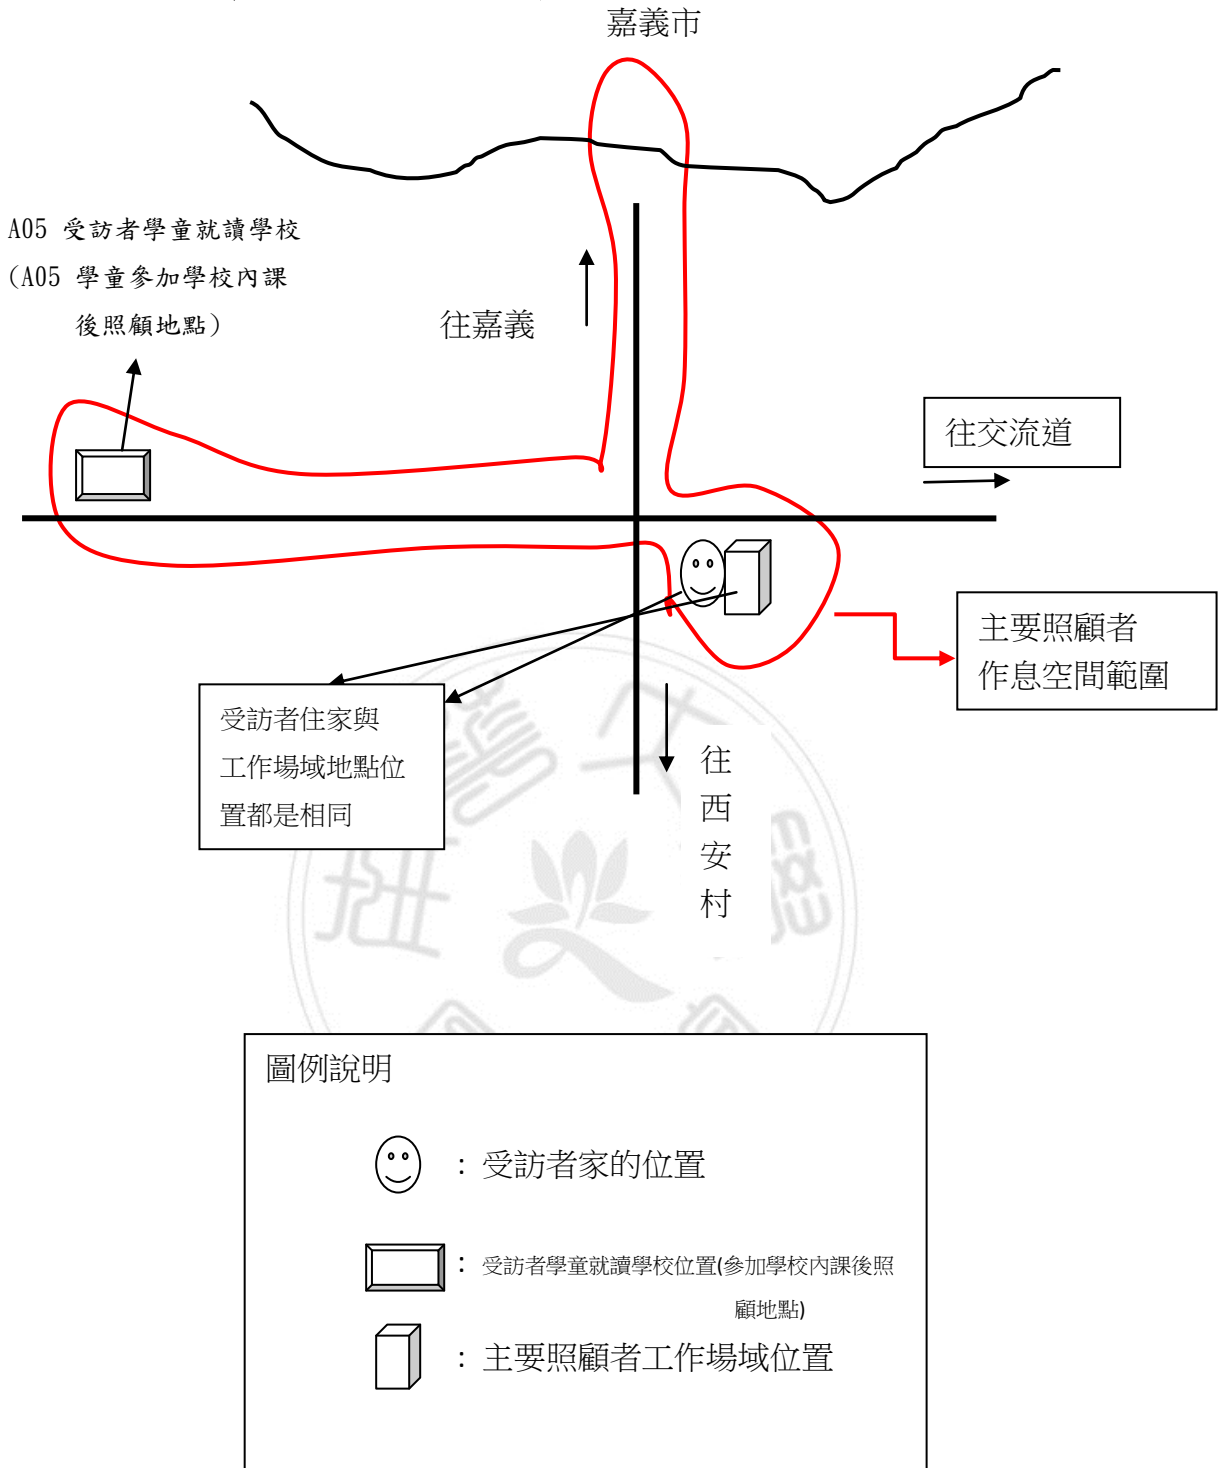 嘉義市
A05 受訪者學童就讀學校
(A05 學童參加學校內課
後照顧地點)
往嘉義
往交流道
主要照顧者
作息空間範圍
受訪者住家與
工作場域地點位
置都是相同
往
西
安
村
圖例說明
：受訪者家的位置
：受訪者學童就讀學校位置(參加學校內課後照
顧地點)
：主要照顧者工作場域位置